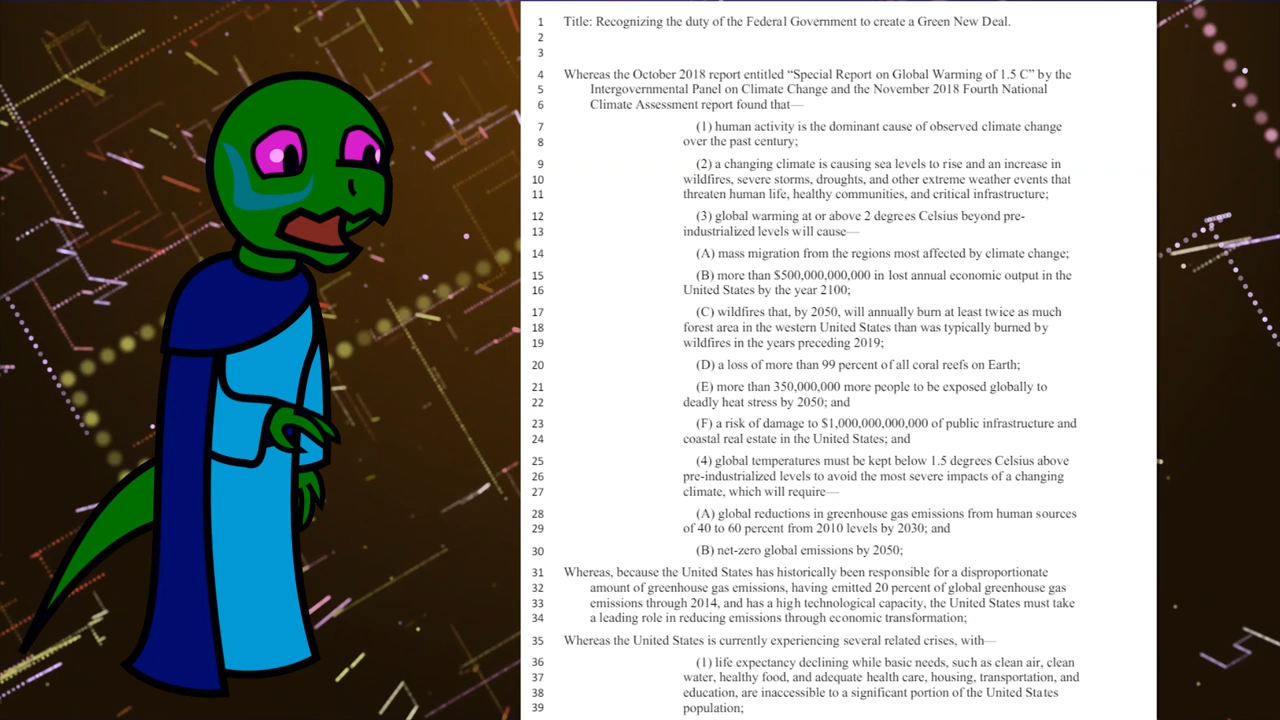 1 Title: Recognizing the duty of the Federal Government to create a Green New Deal.
2
3
4 Whereas the October 2018 report entitled “Special Report on Global Warming of 1.5 C” by the
5 Intergovernmental Panel on Climate Change and the November 2018 Fourth National
6 Climate Assessment report found that—
7 (1) human activity is the dominant cause of observed climate change
8 over the past century;
9 (2) a changing climate is causing sea levels to rise and an increase in
10 wildfires, severe storms, droughts, and other extreme weather events that
11 threaten human life, healthy communities, and critical infrastructure;
12 (3) global warming at or above 2 degrees Celsius beyond pre-
13 industrialized levels will cause—
14 (A) mass migration from the regions most affected by climate change;
15 (B) more than $500,000,000,000 in lost annual economic output in the
16 United States by the year 2100;
17 (C) wildfires that, by 2050, will annually burn at least twice as much
18 forest area in the western United States than was typically burned by
19 wildfires in the years preceding 2019;
20 (D) a loss of more than 99 percent of all coral reefs on Earth;
21 (E) more than 350,000,000 more people to be exposed globally to
22 deadly heat stress by 2050; and
23 (F) a risk of damage to $1,000,000,000,000 of public infrastructure and
24 coastal real estate in the United States; and
25 (4) global temperatures must be kept below 1.5 degrees Celsius above
26 pre-industrialized levels to avoid the most severe impacts of a changing
27 climate, which will require—
28 (A) global reductions in greenhouse gas emissions from human sources
29 of 40 to 60 percent from 2010 levels by 2030; and
30 (B) net-zero global emissions by 2050;
31 Whereas, because the United States has historically been responsible for a disproportionate
32 amount of greenhouse gas emissions, having emitted 20 percent of global greenhouse gas
33 emissions through 2014, and has a high technological capacity, the United States must take
34 a leading role in reducing emissions through economic transformation;
35 Whereas the United States is currently experiencing several related crises, with—
36 (1) life expectancy declining while basic needs, such as clean air, clean
37 water, healthy food, and adequate health care, housing, transportation, and
38 education, are inaccessible to a significant portion of the United States
39 population;